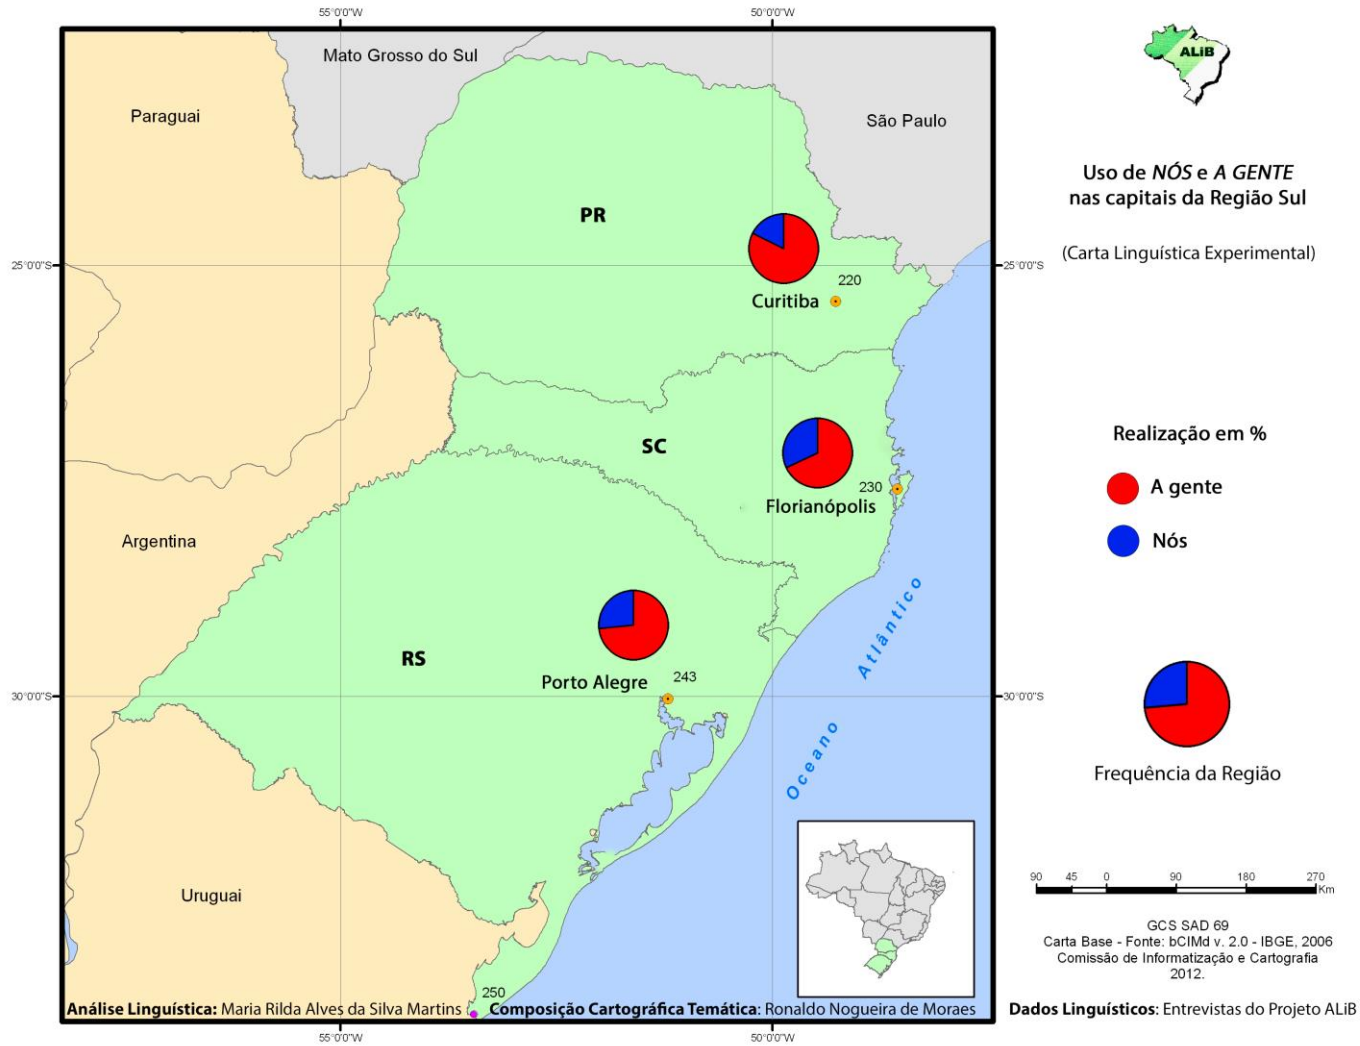 55°0'0"S
50°0'0"S
Mato Grosso do Sul
Paraguai
São Paulo
ALiB
Uso de NÓS e A GENTE
nas capitais da Região Sul
(Carta Linguística Experimental)
PR
25°0'0"S
25°0'0"S
220
Curitiba
SC
230
Florianópolis
Realização em %
A gente
Nós
Argentina
Oceano Atlântico
RS
243
Porto Alegre
30°0'0"S
30°0'0"S
Frequência da Região
Uruguai
90 45 0 90 180 270
Km
GCS SAD 69
Carta Base - Fonte: bCIMd v. 2.0 - IBGE, 2006
Comissão de Informatização e Cartografia
2012.
250
Análise Linguística: Maria Rilda Alves da Silva Martins Composição Cartográfica Temática: Ronaldo Nogueira de Moraes Dados Linguísticos: Entrevistas do Projeto ALiB
55°0'0"W
50°0'0"W